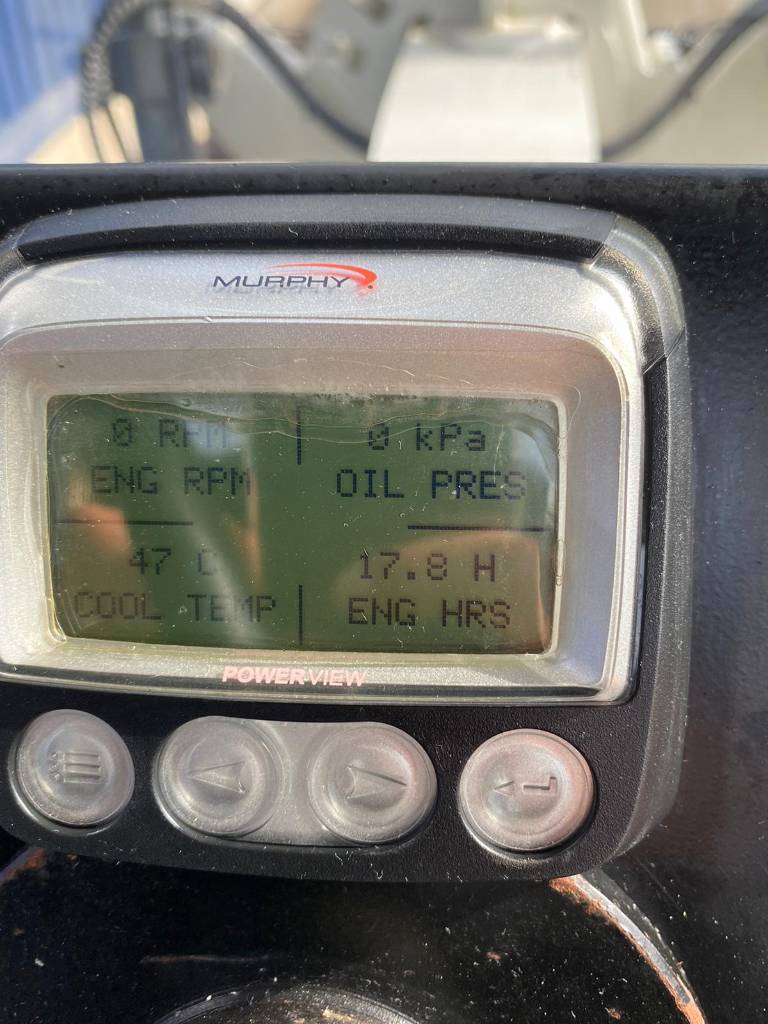 MURPHY
0 RPM
ENG RPM
0 kPa
OIL PRES
47 C
COOL TEMP
17.8 H
ENG HRS
POWERVIEW